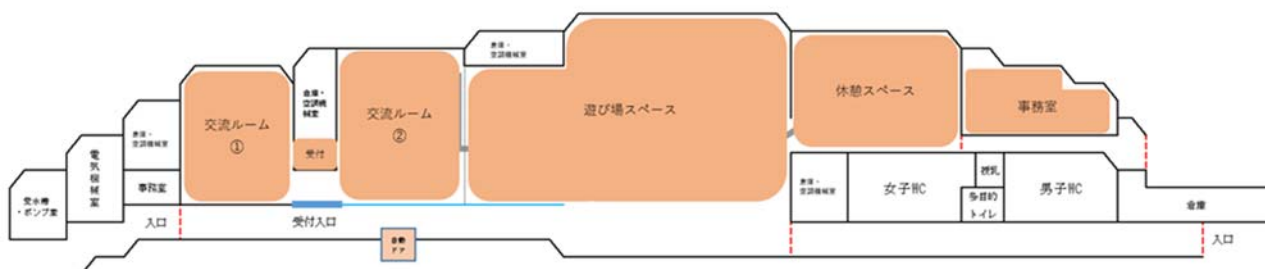 受水槽
・ポンプ室
電気機械室
倉庫・
空調機械室
事務室
入口
交流ルーム
①
倉庫・
空調機
械室
受付
受付入口
交流ルーム
②
自動
ドア
倉庫・
空調機械室
遊び場スペース
休憩スペース
事務室
倉庫・
空調機械室
女子WC
授乳
多目的
トイレ
男子WC
倉庫
入口